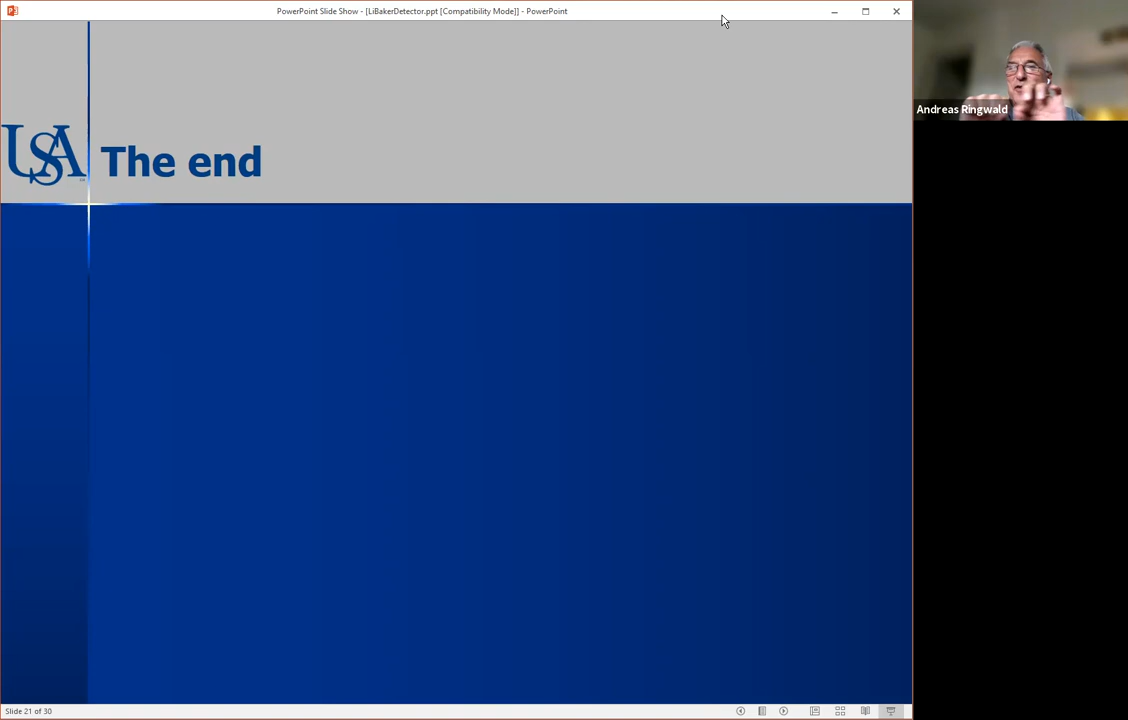 PowerPoint Slide Show - [LiBakerDetector.ppt [Compatibility Mode]] - PowerPoint
Andreas Ringwald
USA
The end
Slide 21 of 30